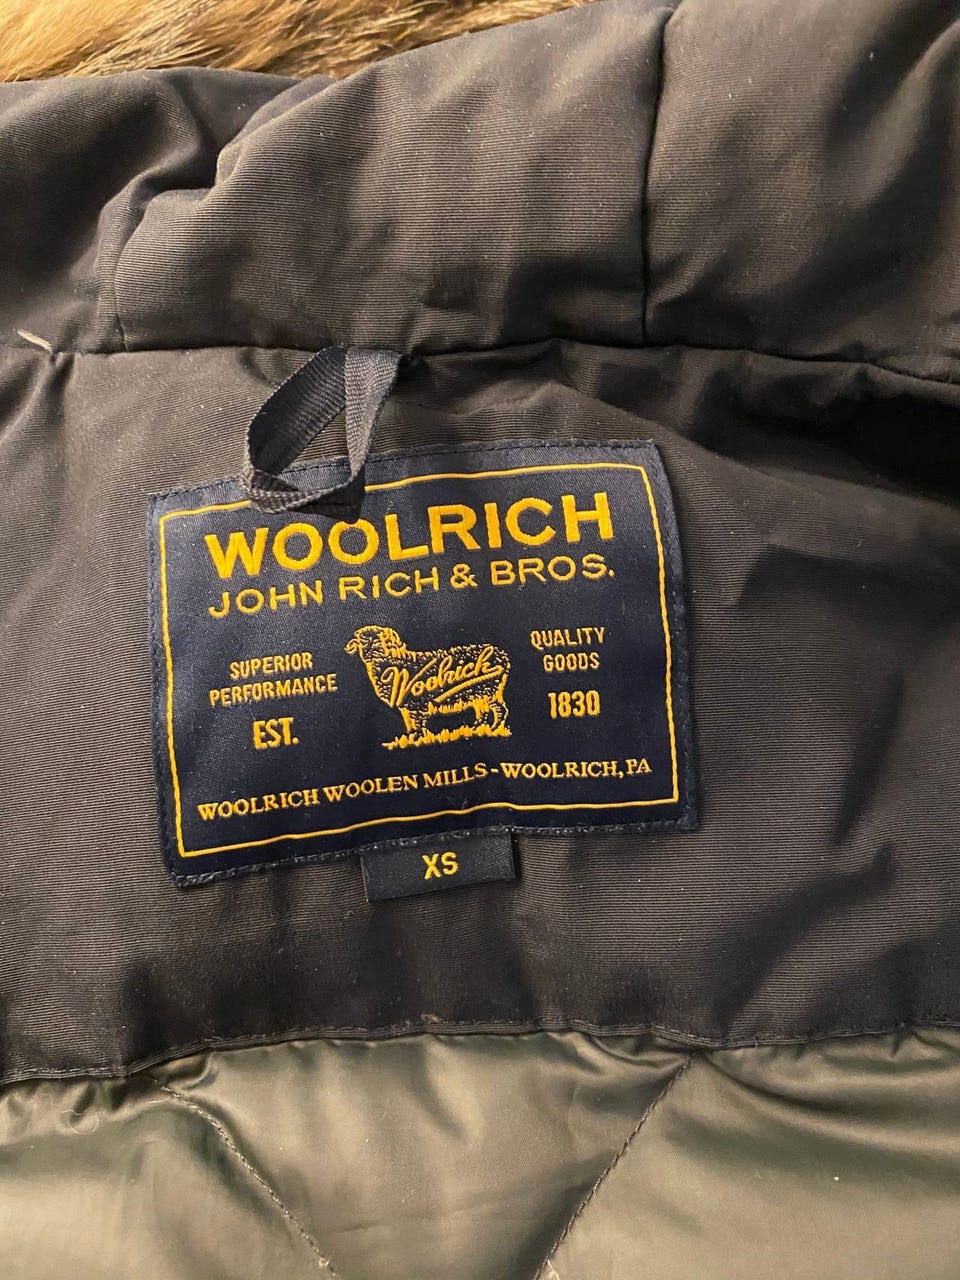 WOOLRICH
JOHN RICH & BROS.
SUPERIOR
PERFORMANCE
EST.
Woolrich
QUALITY
GOODS
1830
WOOLRICH WOOLEN MILLS-WOOLRICH, PA
XS